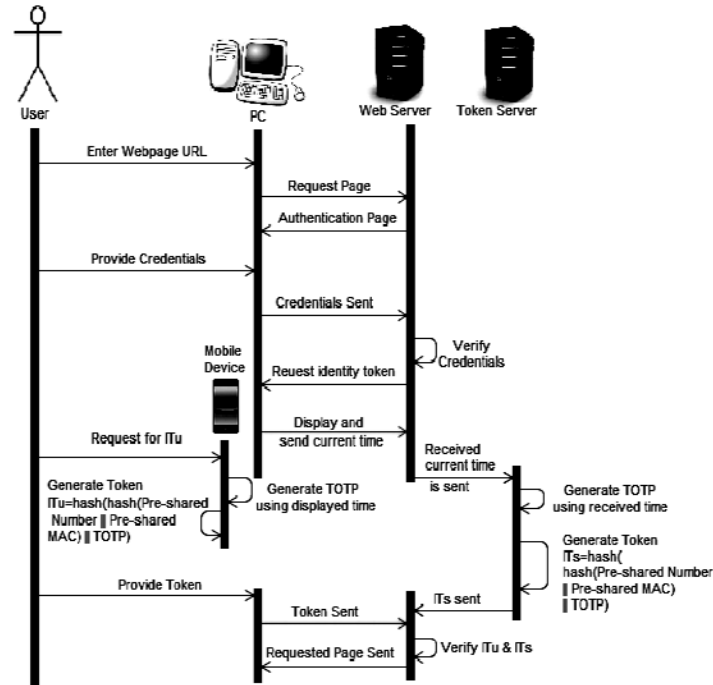 User
PC
Web Server
Token Server
Enter Webpage URL
Request Page
Authentication Page
Provide Credentials
Credentials Sent
Verify
Credentials
Mobile
Device
Reuest identity token
Display and
send current time
Request for ITu
Received
current time
is sent
Generate Token
ITu=hash(hash(Pre-shared
Number || Pre-shared
MAC) || TOTP)
Generate TOTP
using displayed time
Generate TOTP
using received time
Generate Token
ITs=hash(
hash(Pre-shared Number
|| Pre-shared MAC)
|| TOTP)
Provide Token
ITs sent
Token Sent
Verify ITu & ITs
Requested Page Sent